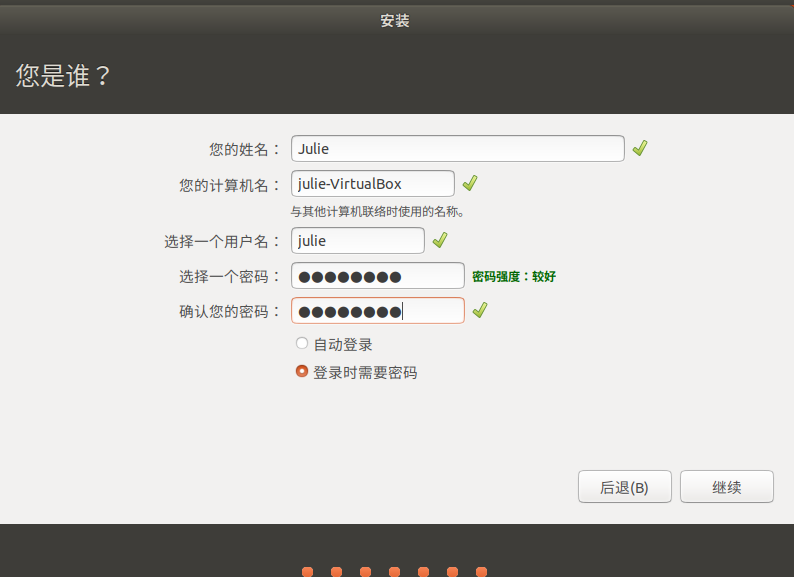 安装
您是谁？
您的姓名： Julie
您的计算机名： julie-VirtualBox
与其他计算机联络时使用的名称。
选择一个用户名： julie
选择一个密码： ●●●●●●●● 密码强度：较好
确认您的密码： ●●●●●●●●
自动登录
登录时需要密码
后退(B) 继续